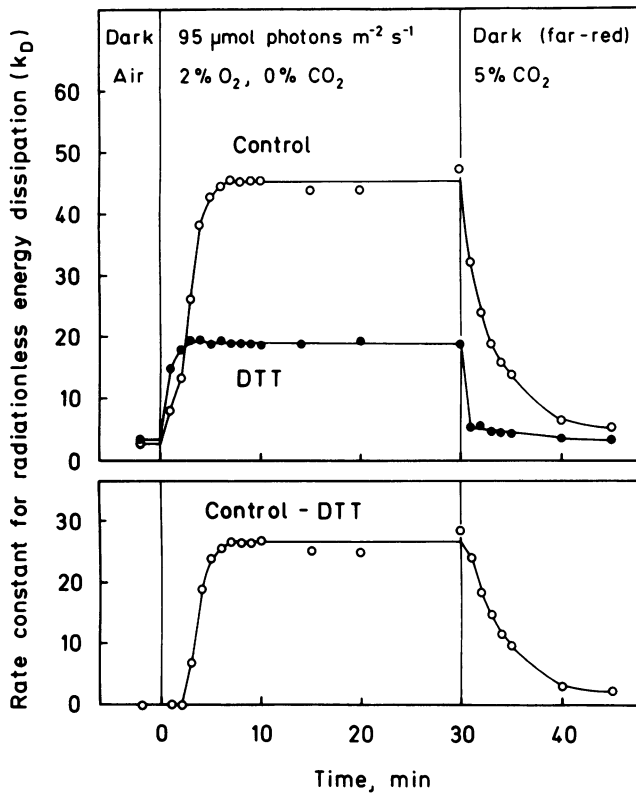 Rate constant for radiationless energy dissipation (kD)
Dark
Air
95 μmol photons m⁻² s⁻¹
2% O₂, 0% CO₂
Dark (far-red)
5% CO₂
60
50
40
30
20
10
0
Control
DTT
30
20
10
0
Control - DTT
0
10
20
30
40
Time, min